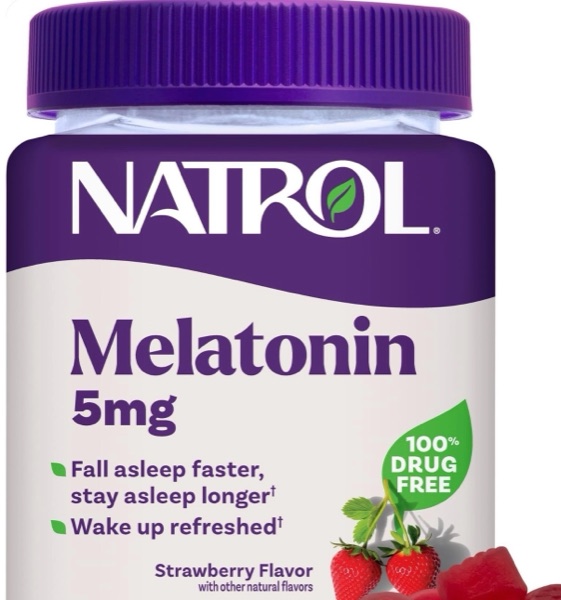 NATROL®
Melatonin
5mg
Fall asleep faster,
stay asleep longer†
Wake up refreshed†
100%
DRUG
FREE
Strawberry Flavor
with other natural flavors